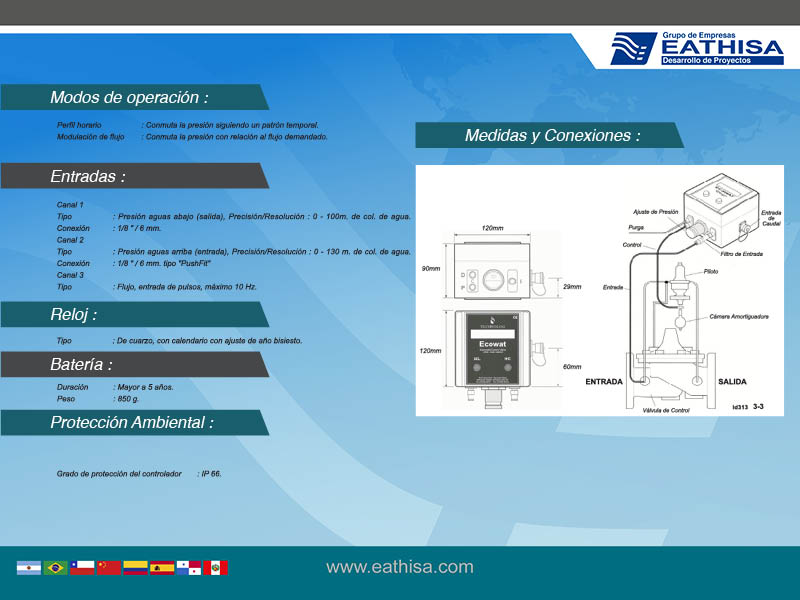 Grupo de Empresas
EATHISA
Desarrollo de Proyectos
Modos de operación :
Perfil horario : Conmuta la presión siguiendo un patrón temporal.
Modulación de flujo : Conmuta la presión con relación al flujo demandado.
Entradas :
Canal 1
Tipo : Presión aguas abajo (salida), Precisión/Resolución : 0 - 100m. de col. de agua.
Conexión : 1/8 " / 6 mm.
Canal 2
Tipo : Presión aguas arriba (entrada), Precisión/Resolución : 0 - 130 m. de col. de agua.
Conexión : 1/8 " / 6 mm. tipo "PushFit"
Canal 3
Tipo : Flujo, entrada de pulsos, máximo 10 Hz.
Reloj :
Tipo : De cuarzo, con calendario con ajuste de año bisiesto.
Batería :
Duración : Mayor a 5 años.
Peso : 850 g.
Protección Ambiental :
Grado de protección del controlador : IP 66.
Medidas y Conexiones :
120mm
90mm
D
P
I
29mm
120mm
TECHNOLOG
Ecowat
60mm
Ajuste de Presión
Purga
Control
Entrada
Entrada
de
Caudal
Filtro de Entrada
Piloto
Cámara Amortiguadora
ENTRADA
SALIDA
Válvula de Control
Id313 3-3
www.eathisa.com